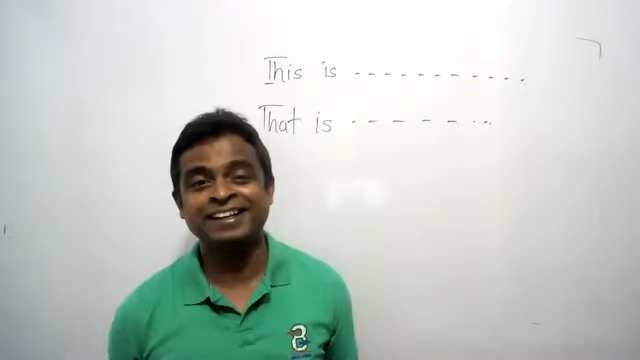 This is - - - - - - - - - - -
That is - - - - - - - -